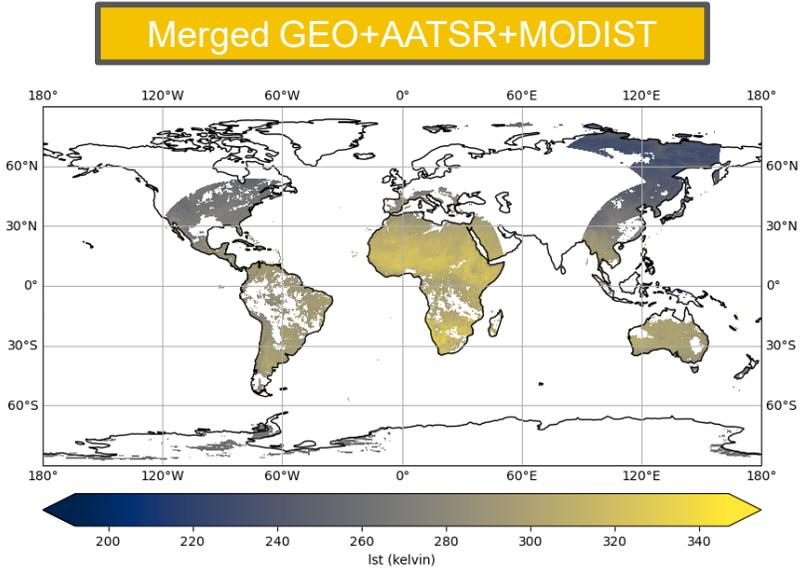 Merged GEO+AATSR+MODIST
180° 120°W 60°W 0° 60°E 120°E 180°
60°N 60°N
30°N 30°N
0° 0°
30°S 30°S
60°S 60°S
180° 120°W 60°W 0° 60°E 120°E 180°
200 220 240 260 280 300 320 340
lst (kelvin)